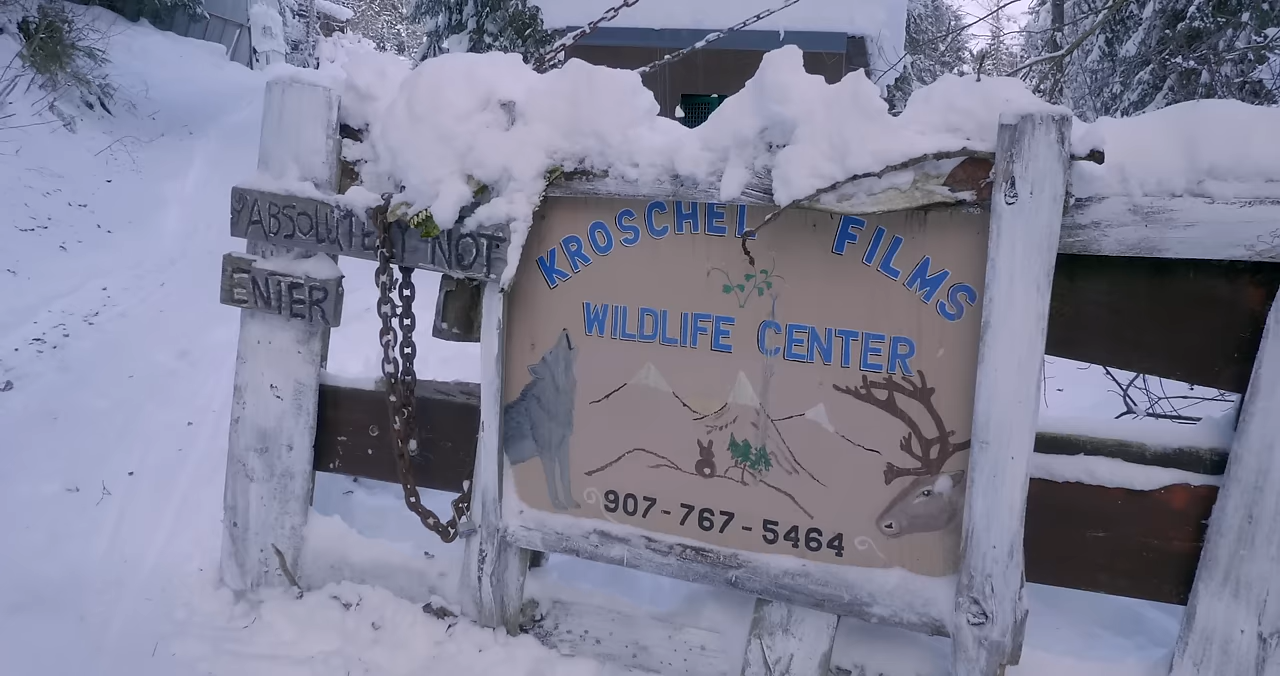 ABSOLUTELY NOT
ENTER
KROSCHEL FILMS
WILDLIFE CENTER
907-767-5464